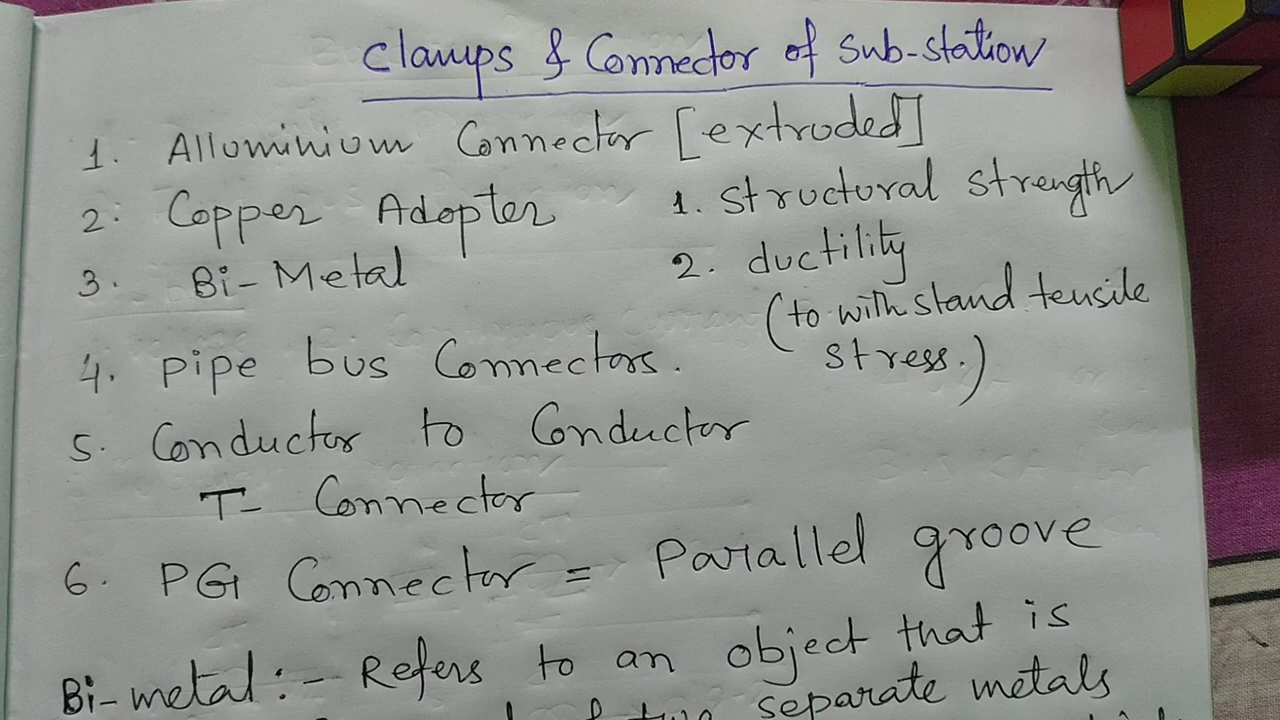 Clamps & Connector of Sub-station
1. Alluminium Connector [extruded]
2. Copper Adopter
1. Structural strength
3. Bi-Metal
2. ductility
(to withstand tensile
stress.)
4. Pipe bus Connectors.
5. Conductor to Conductor
T- Connector
6. PG Connector = Parallel groove
Bi-metal:- Refers to an object that is
separate metals